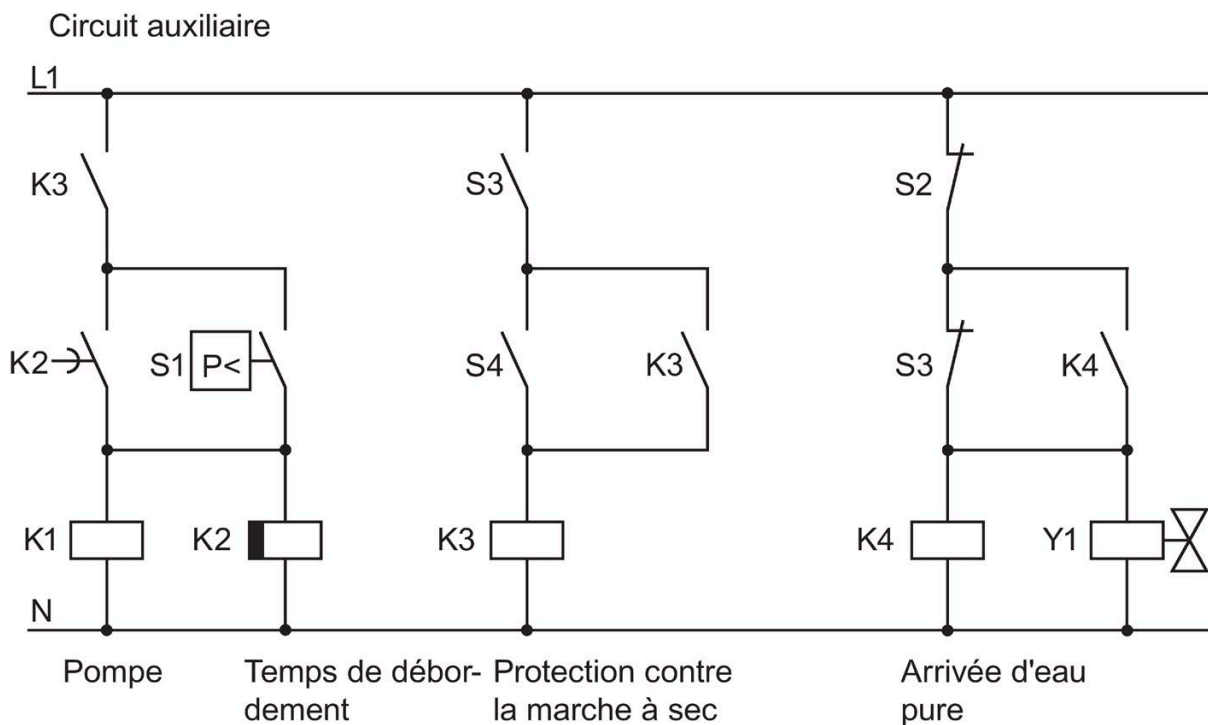 Circuit auxiliaire
L1
K3
S3
S2
K2
S1
P<
S4
K3
S3
K4
K1
K2
K3
K4
Y1
N
Pompe
Temps de débor-
dement
Protection contre
la marche à sec
Arrivée d'eau
pure